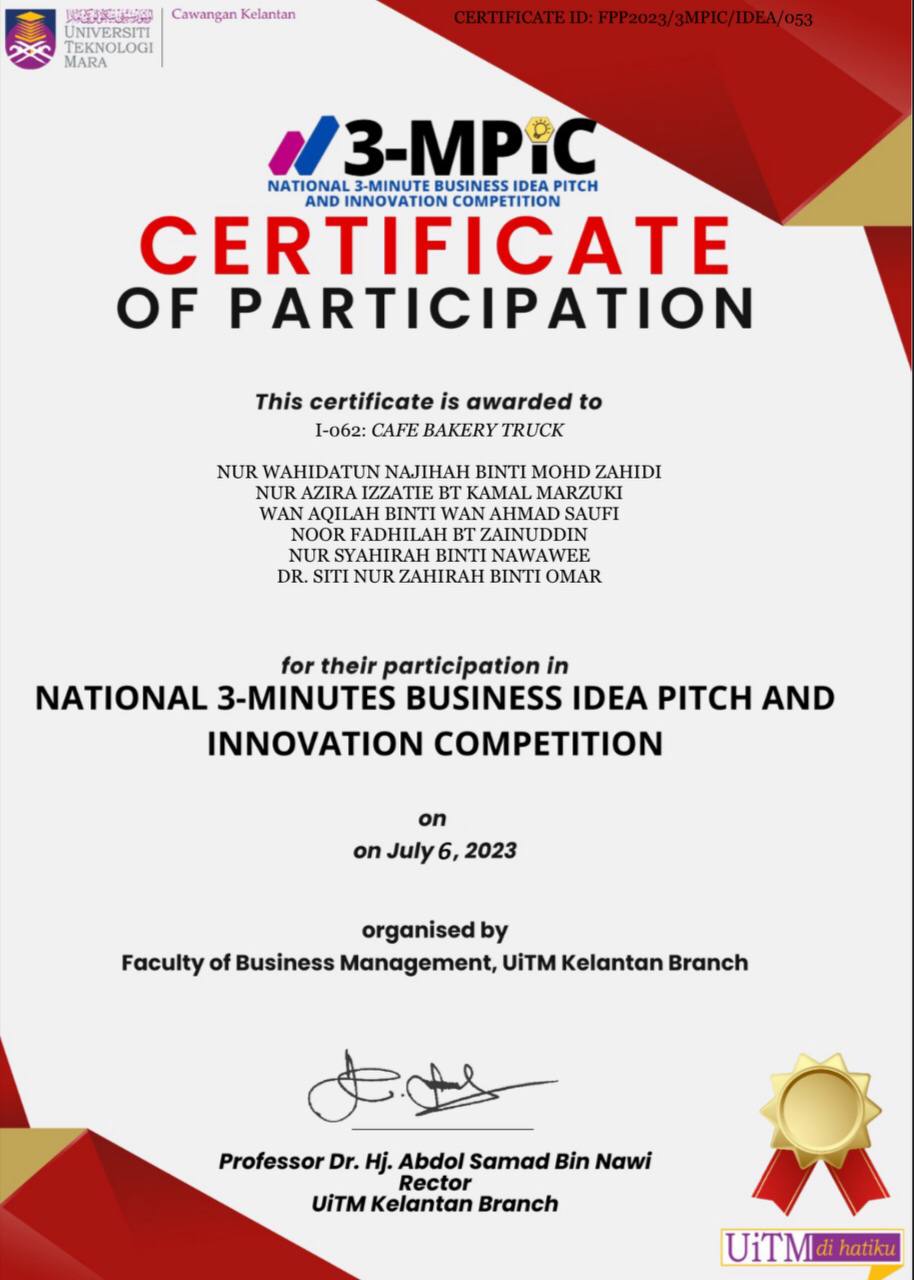 UNIVERSITI
TEKNOLOGI
MARA
Cawangan Kelantan
CERTIFICATE ID: FPP2023/3MPIC/IDEA/053
3-MPiC
NATIONAL 3-MINUTE BUSINESS IDEA PITCH
AND INNOVATION COMPETITION
CERTIFICATE
OF PARTICIPATION
This certificate is awarded to
I-062: CAFE BAKERY TRUCK
NUR WAHIDATUN NAJIHAH BINTI MOHD ZAHIDI
NUR AZIRA IZZATIE BT KAMAL MARZUKI
WAN AQILAH BINTI WAN AHMAD SAUFI
NOOR FADHILAH BT ZAINUDDIN
NUR SYAHIRAH BINTI NAWAWEE
DR. SITI NUR ZAHIRAH BINTI OMAR
for their participation in
NATIONAL 3-MINUTES BUSINESS IDEA PITCH AND
INNOVATION COMPETITION
on
on July 6, 2023
organised by
Faculty of Business Management, UiTM Kelantan Branch
Professor Dr. Hj. Abdol Samad Bin Nawi
Rector
UiTM Kelantan Branch
UiTM di hatiku